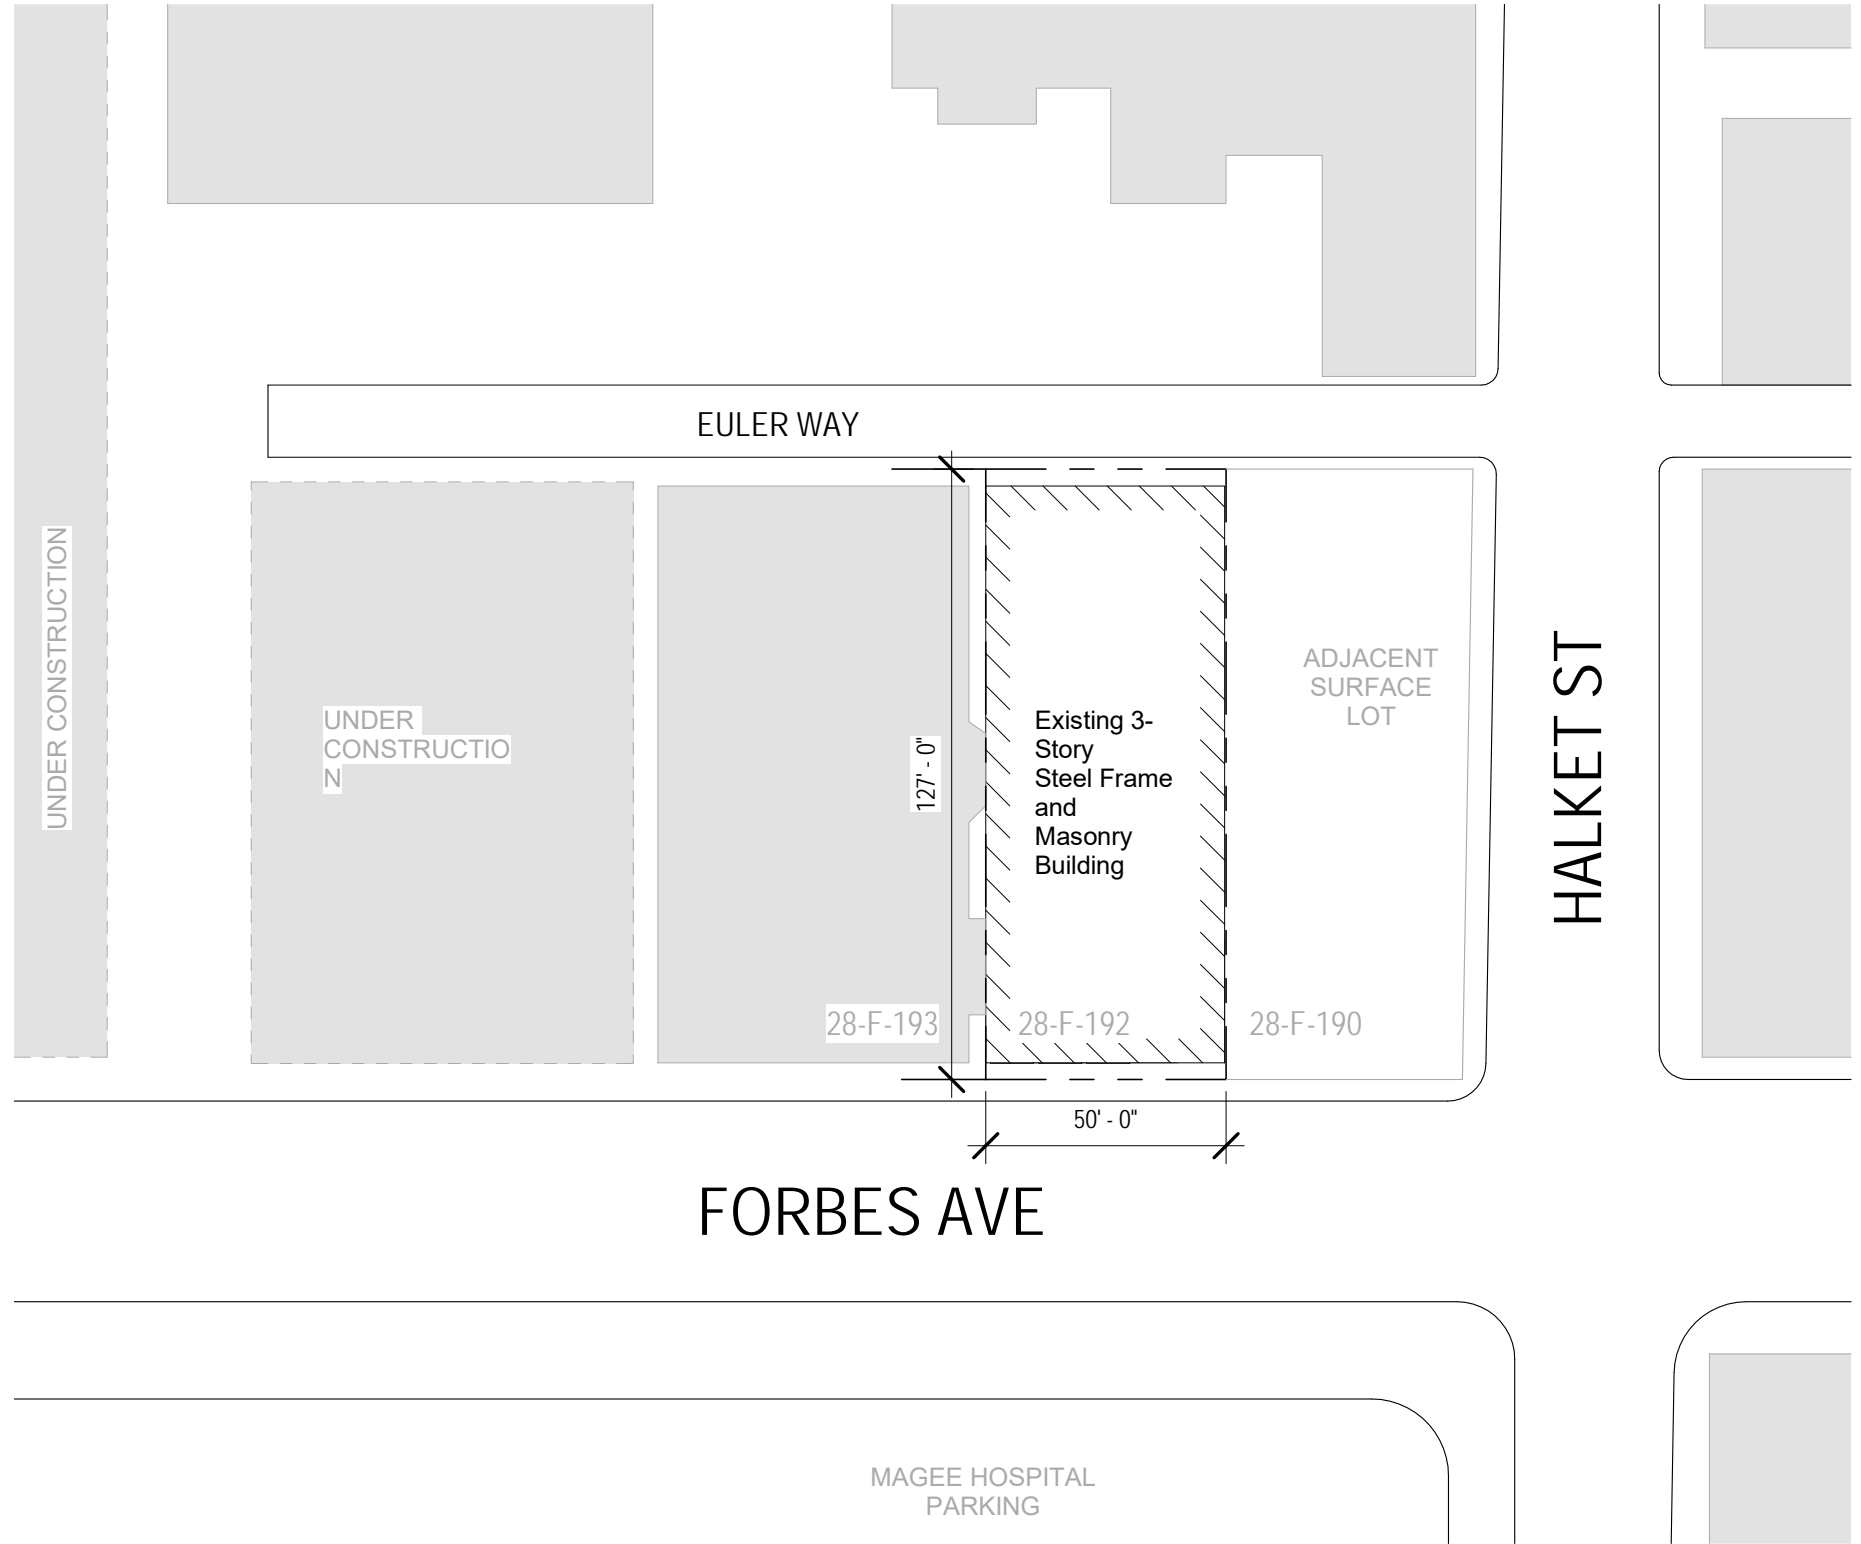 EULER WAY
UNDER CONSTRUCTION
UNDER
CONSTRUCTIO
N
127' - 0"
Existing 3-
Story
Steel Frame
and
Masonry
Building
ADJACENT
SURFACE
LOT
HALKET ST
28-F-193
28-F-192
28-F-190
50' - 0"
FORBES AVE
MAGEE HOSPITAL
PARKING